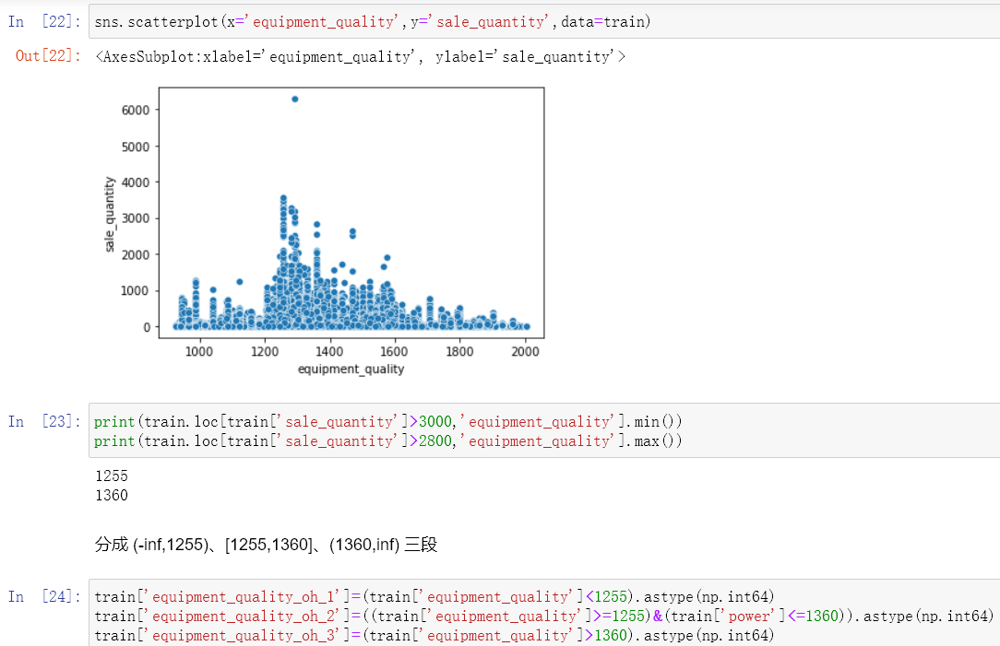 In [22]: sns.scatterplot(x='equipment_quality',y='sale_quantity',data=train)
Out[22]: <AxesSubplot:xlabel='equipment_quality', ylabel='sale_quantity'>
6000
5000
4000
3000
2000
1000
0
sale_quantity
1000 1200 1400 1600 1800 2000
equipment_quality
In [23]: print(train.loc[train['sale_quantity']>3000,'equipment_quality'].min())
print(train.loc[train['sale_quantity']>2800,'equipment_quality'].max())
1255
1360
分成 (-inf,1255)、[1255,1360]、(1360,inf) 三段
In [24]: train['equipment_quality_oh_1']=(train['equipment_quality']<1255).astype(np.int64)
train['equipment_quality_oh_2']=((train['equipment_quality']>=1255)&(train['power']<=1360)).astype(np.int64)
train['equipment_quality_oh_3']=(train['equipment_quality']>1360).astype(np.int64)